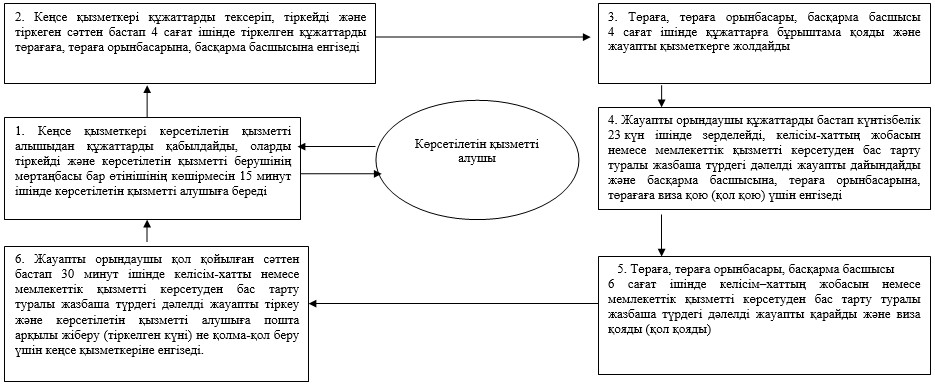 2. Кеңсе қызметкері құжаттарды тексеріп, тіркейді және
тіркеген сәттен бастап 4 сағат ішінде тіркелген құжаттарды
төрағаға, төраға орынбасарына, басқарма басшысына енгізеді
3. Төраға, төраға орынбасары, басқарма басшысы
4 сағат ішінде құжаттарға бұрыштама қояды және
жауапты қызметкерге жолдайды
1. Кеңсе қызметкері көрсетілетін қызметті
алышыдан құжаттарды қабылдайды, оларды
тіркейді және көрсетілетін қызметті берушінің
мөртаңбасы бар өтінішінің көшірмесін 15 минут
ішінде көрсетілетін қызметті алушыға береді
Көрсетілетін қызметті
алушы
4. Жауапты орындаушы құжаттарды бастап күнтізбелік
23 күн ішінде зерделейді, келісім-хаттың жобасын
немесе мемлекеттік қызметті көрсетуден бас тарту
туралы жазбаша түрдегі дәлелді жауапты дайындайды
және басқарма басшысына, төраға орынбасарына,
төрағаға виза қою (қол қою) үшін енгізеді
6. Жауапты орындаушы қол қойылған сәттен
бастап 30 минут ішінде келісім-хатты немесе
мемлекеттік қызметті көрсетуден бас тарту
туралы жазбаша түрдегі дәлелді жауапты тіркеу
және көрсетілетін қызметті алушыға пошта
арқылы жіберу (тіркелген күні) не қолма-қол беру
үшін кеңсе қызметкеріне енгізеді.
5. Төраға, төраға орынбасары, басқарма басшысы
6 сағат ішінде келісім–хаттың жобасын немесе
мемлекеттік қызметті көрсетуден бас тарту туралы
жазбаша түрдегі дәлелді жауапты қарайды және виза
қояды (қол қояды)